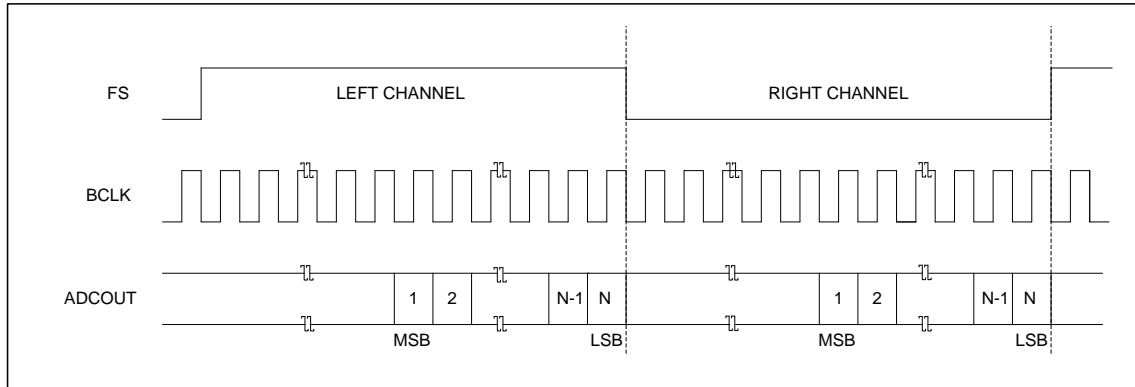 FS
LEFT CHANNEL
RIGHT CHANNEL
BCLK
ADCOUT
1 2 N-1 N 1 2 N-1 N
MSB LSB MSB LSB